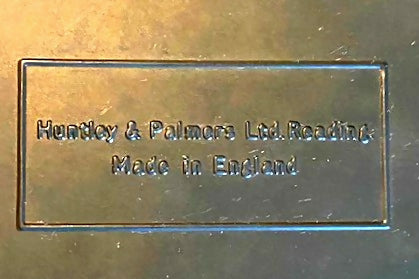 Huntley & Palmers Ltd. Reading.
Made in England